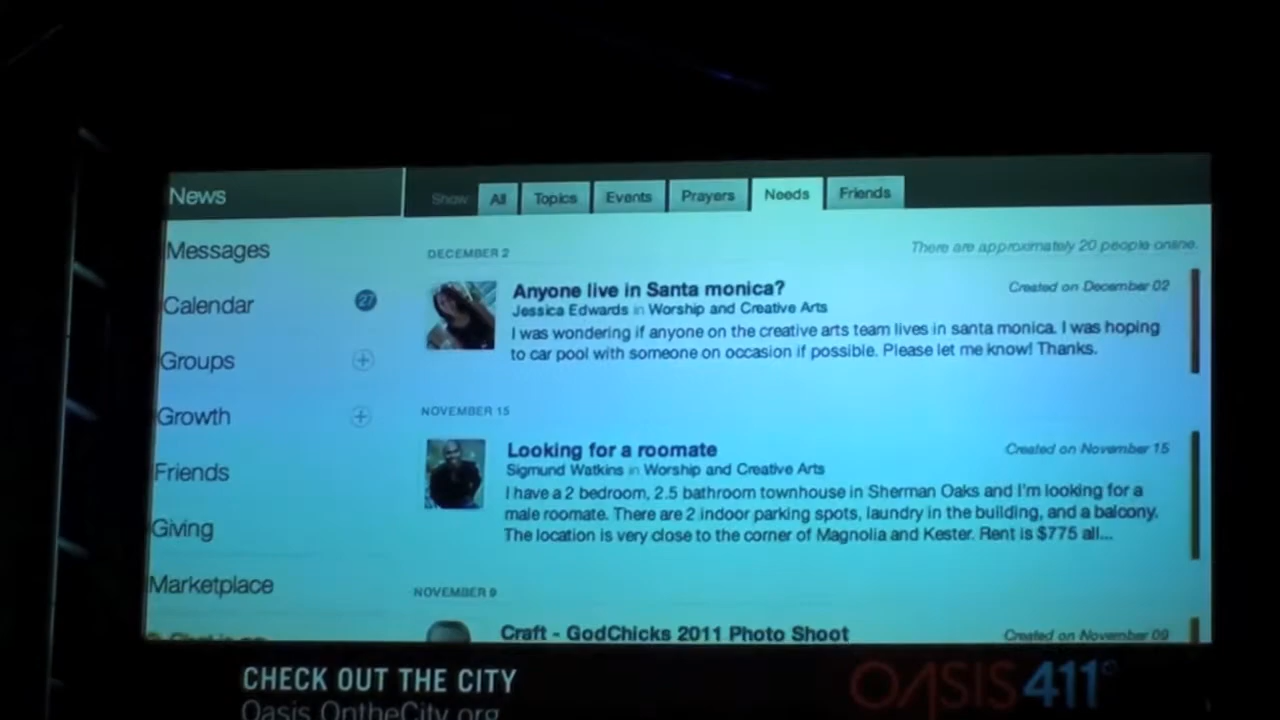 News
Show All Topics Events Prayers Needs Friends
Messages
Calendar 27
Groups
Growth
Friends
Giving
Marketplace
There are approximately 20 people online.
DECEMBER 2
Anyone live in Santa monica?
Created on December 02
Jessica Edwards in Worship and Creative Arts
I was wondering if anyone on the creative arts team lives in santa monica. I was hoping
to car pool with someone on occasion if possible. Please let me know! Thanks.
NOVEMBER 15
Looking for a roomate
Created on November 15
Sigmund Watkins in Worship and Creative Arts
I have a 2 bedroom, 2.5 bathroom townhouse in Sherman Oaks and I'm looking for a
male roomate. There are 2 indoor parking spots, laundry in the building, and a balcony.
The location is very close to the corner of Magnolia and Kester. Rent is $775 all...
NOVEMBER 9
Craft - GodChicks 2011 Photo Shoot
Created on November 09
CHECK OUT THE CITY
Oasis.OntheCity.org
OASIS 411